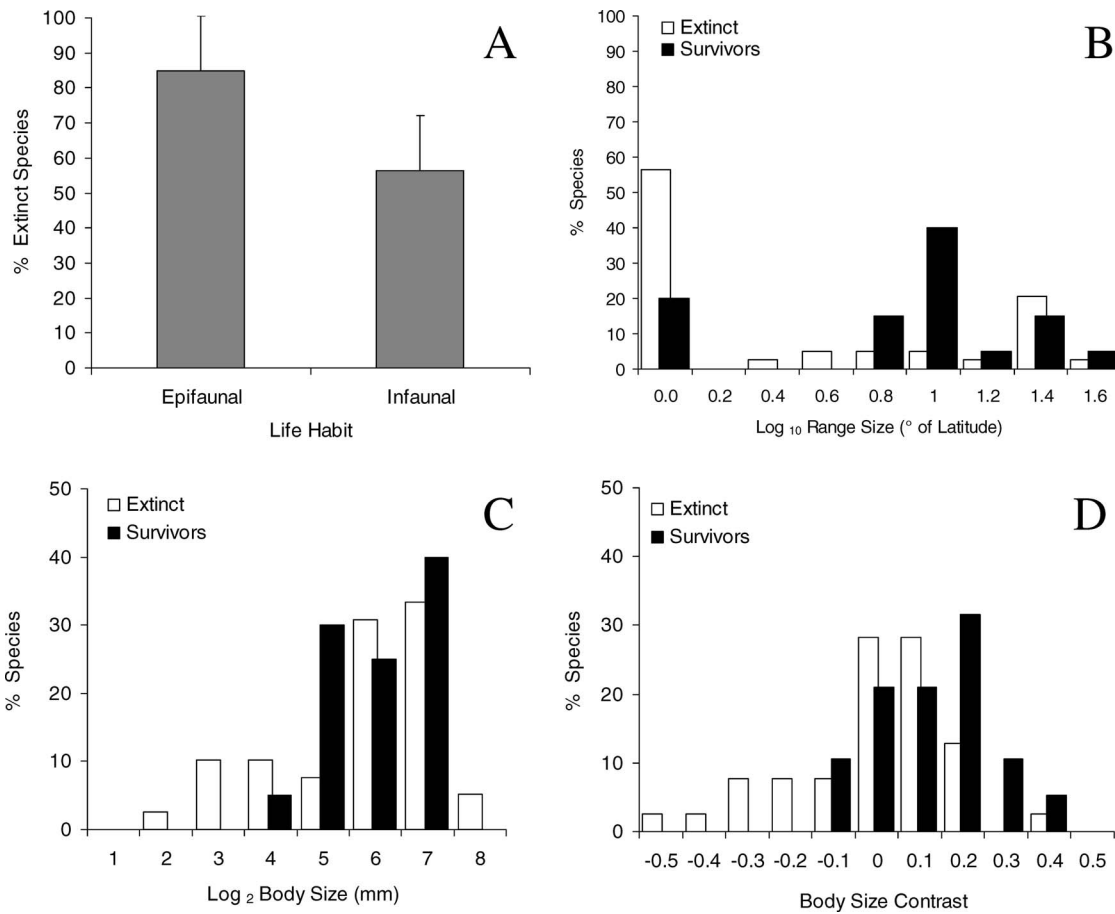 A
% Extinct Species
100
90
80
70
60
50
40
30
20
10
0
Epifaunal Infaunal
Life Habit
B
Extinct
Survivors
% Species
100
90
80
70
60
50
40
30
20
10
0
0.0 0.2 0.4 0.6 0.8 1 1.2 1.4 1.6
Log 10 Range Size (° of Latitude)
C
Extinct
Survivors
% Species
50
40
30
20
10
0
1 2 3 4 5 6 7 8
Log 2 Body Size (mm)
D
Extinct
Survivors
% Species
50
40
30
20
10
0
-0.5 -0.4 -0.3 -0.2 -0.1 0 0.1 0.2 0.3 0.4 0.5
Body Size Contrast